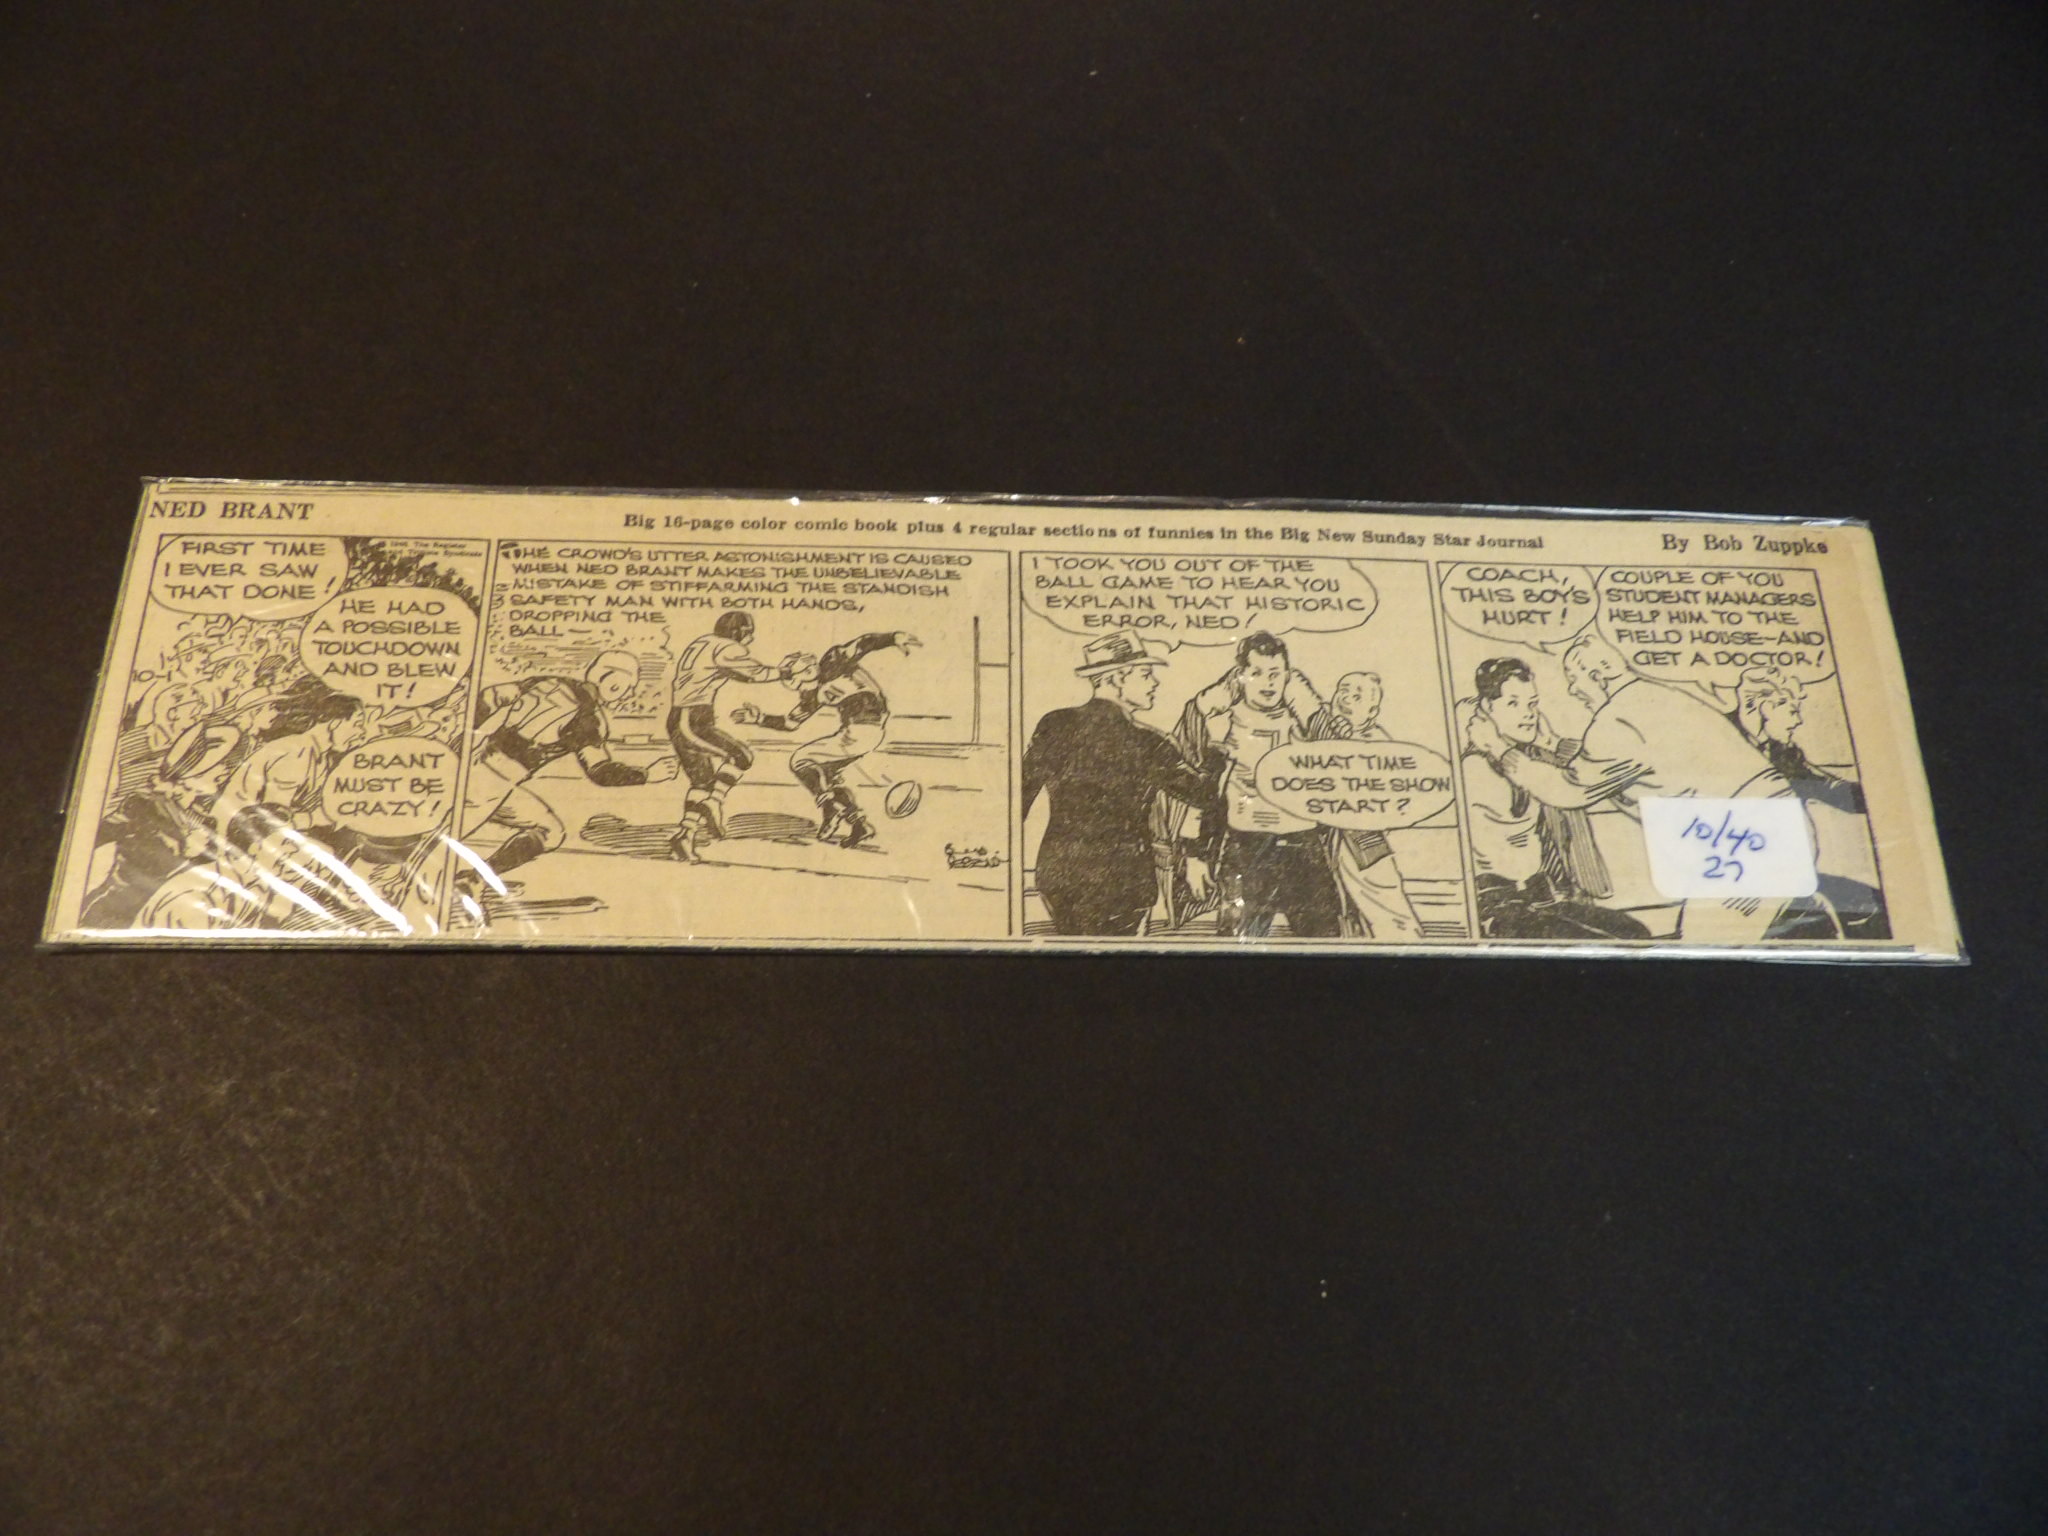 NED BRANT
Big 16-page color comic book plus 4 regular sections of funnies in the Big New Sunday Star Journal
By Bob Zuppke
FIRST TIME
I EVER SAW
THAT DONE!
The Register
Tribune Syndicate
HE HAD
A POSSIBLE
TOUCHDOWN
AND BLEW
IT!
10-1
BRANT
MUST BE
CRAZY!
THE CROWD'S UTTER ASTONISHMENT IS CAUSED
WHEN NED BRANT MAKES THE UNBELIEVABLE
MISTAKE OF STIFFARMING THE STANDISH
SAFETY MAN WITH BOTH HANDS,
DROPPING THE
BALL—
I TOOK YOU OUT OF THE
BALL GAME TO HEAR YOU
EXPLAIN THAT HISTORIC
ERROR, NED!
WHAT TIME
DOES THE SHOW
START?
COACH,
THIS BOY'S
HURT!
COUPLE OF YOU
STUDENT MANAGERS
HELP HIM TO THE
FIELD HOUSE—AND
GET A DOCTOR!
10/40
27